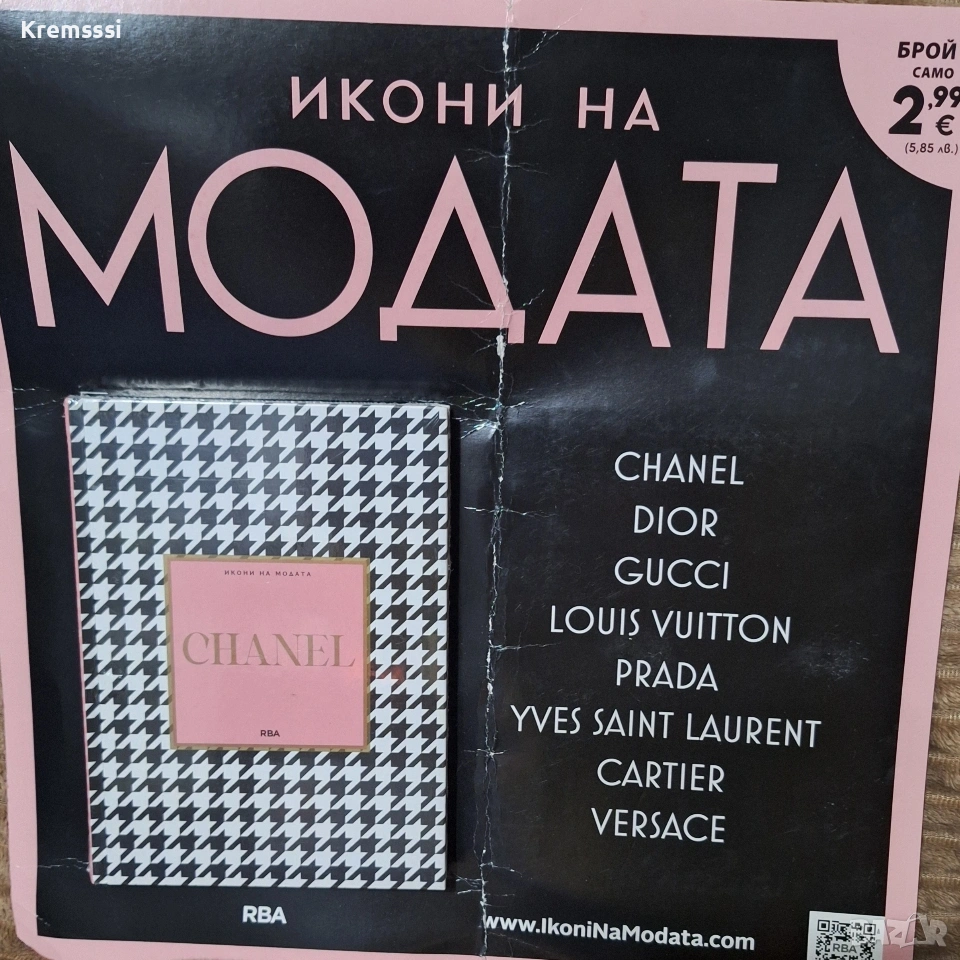 Kremsssi
БРОЙ
САМО
2,99
€
(5,85 лв.)
ИКОНИ НА
МОДАТА
ИКОНИ НА МОДАТА
CHANEL
RBA
RBA
CHANEL
DIOR
GUCCI
LOUIS VUITTON
PRADA
YVES SAINT LAURENT
CARTIER
VERSACE
www.IkoniNaModata.com
RBA
BAZAR